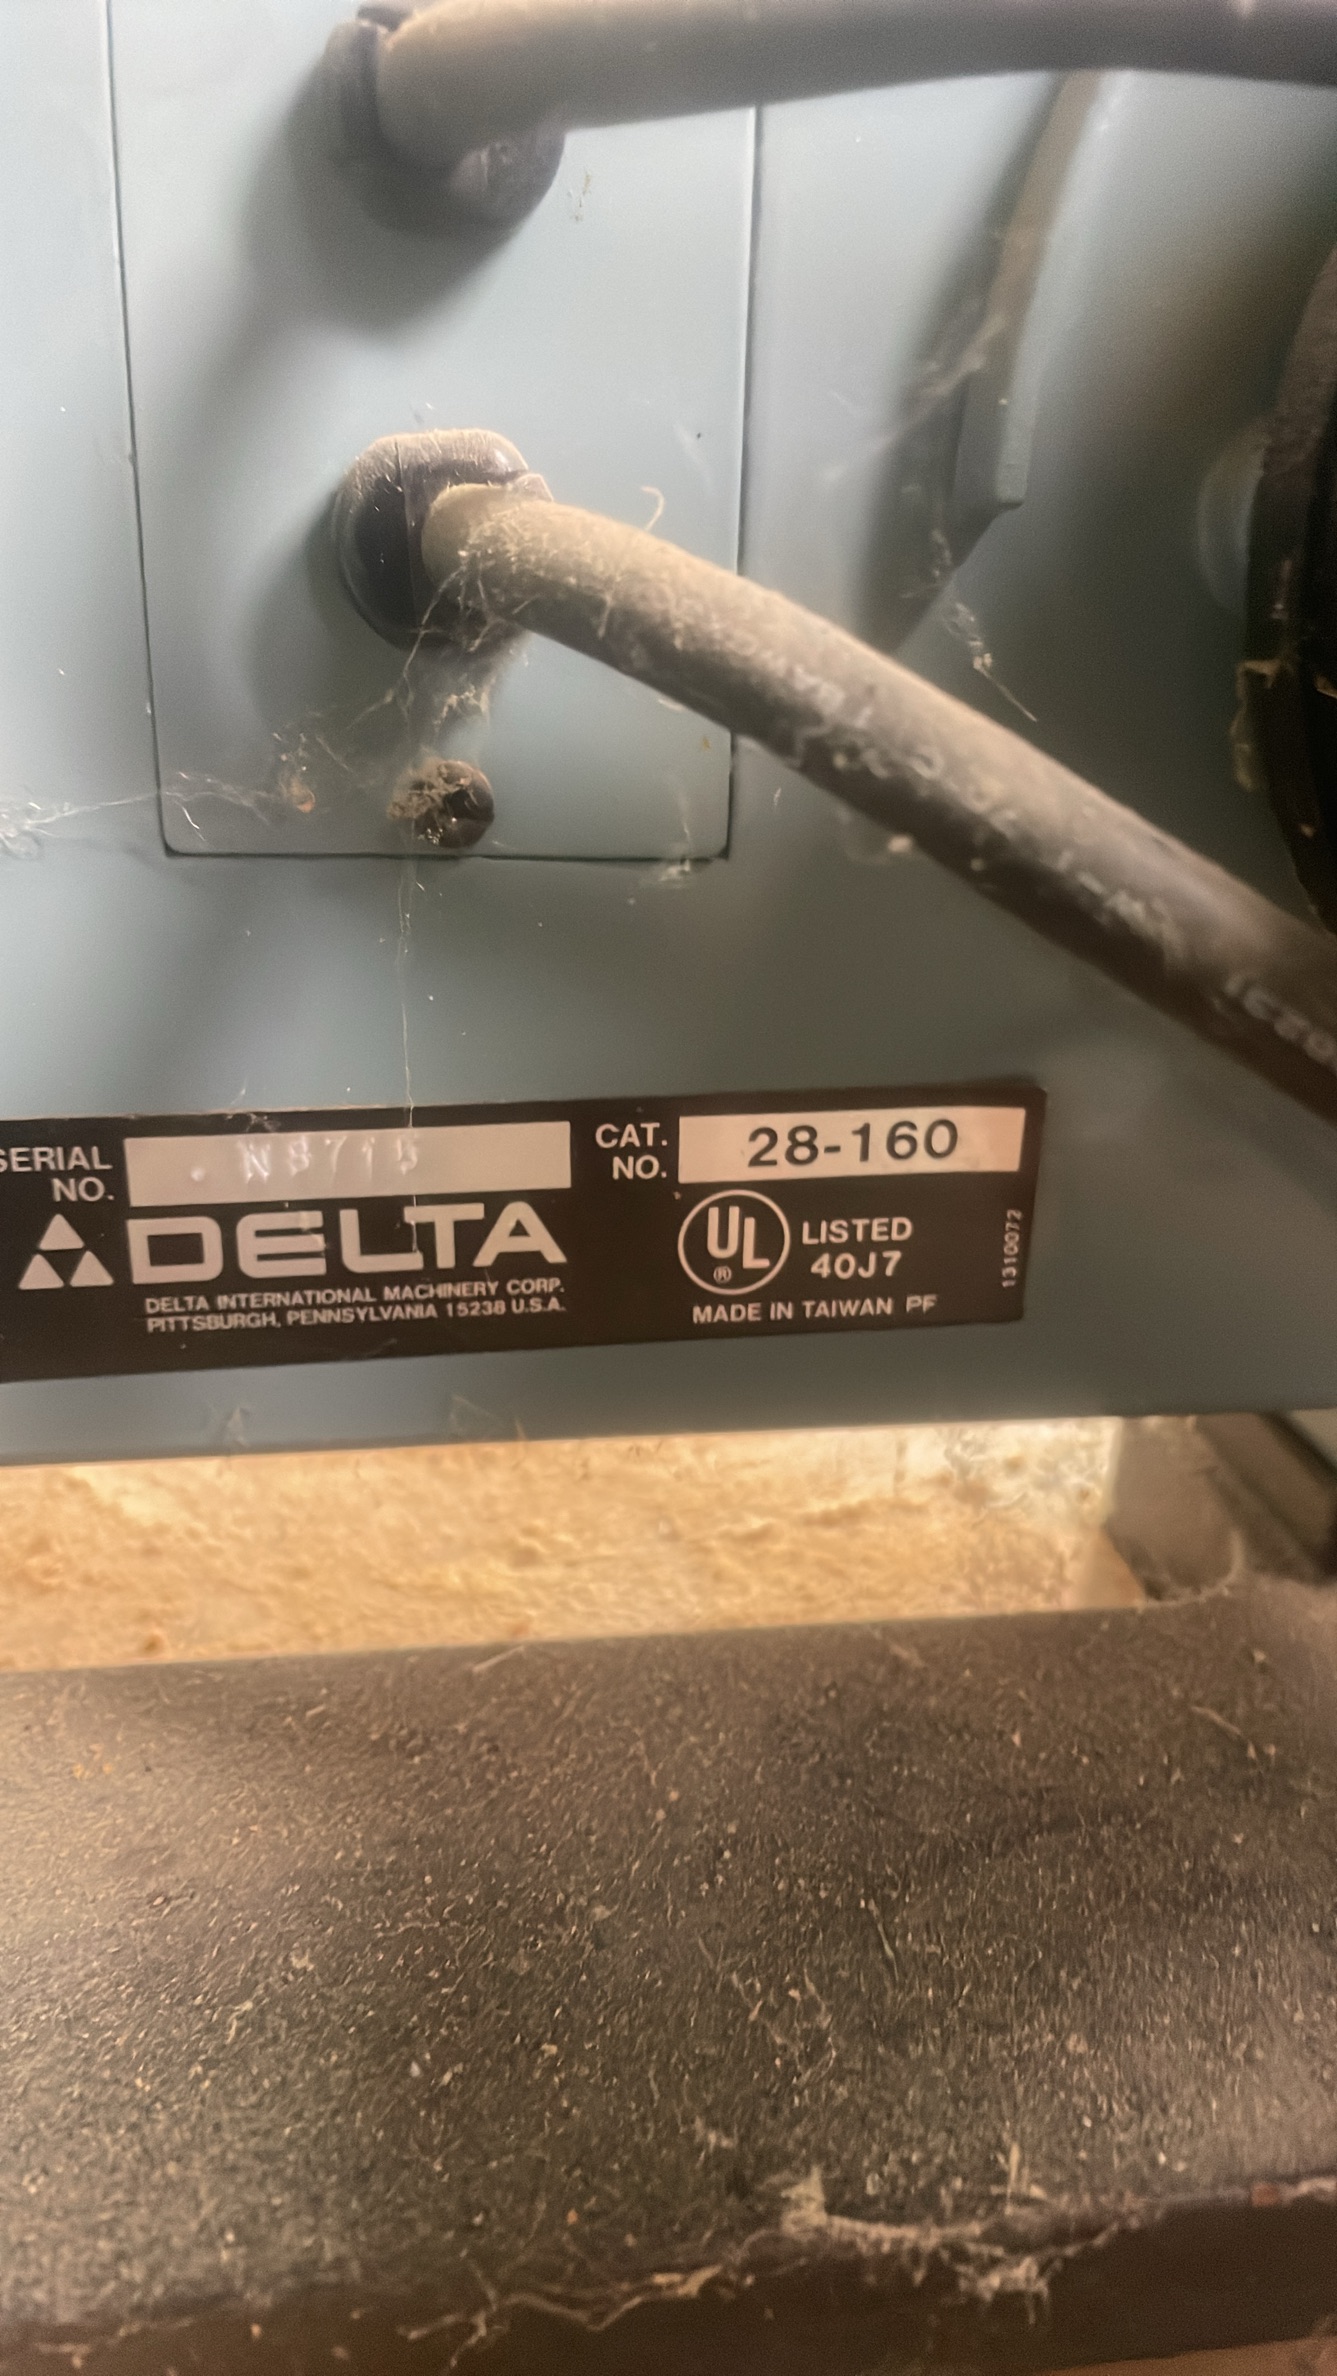 SERIAL NO.
N8715
CAT. NO.
28-160
DELTA
DELTA INTERNATIONAL MACHINERY CORP.
PITTSBURGH, PENNSYLVANIA 15238 U.S.A.
UL ®
LISTED
40J7
MADE IN TAIWAN PF
1310072